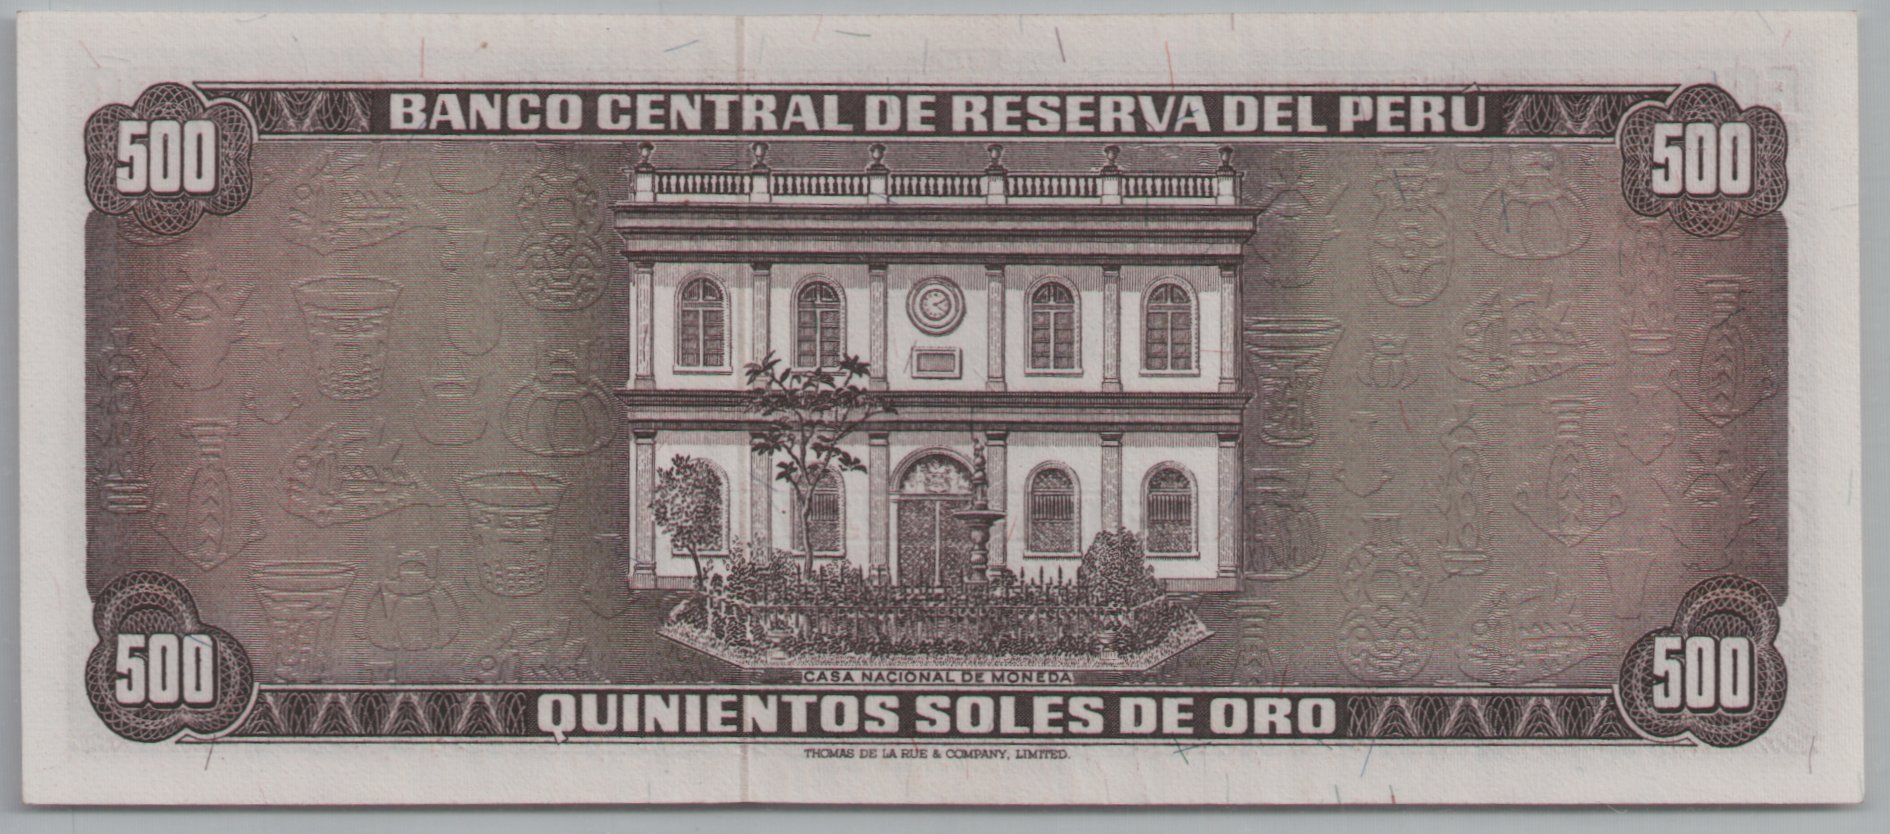 BANCO CENTRAL DE RESERVA DEL PERÚ
500
500
CASA NACIONAL DE MONEDA
500
500
QUINIENTOS SOLES DE ORO
THOMAS DE LA RUE & COMPANY, LIMITED.